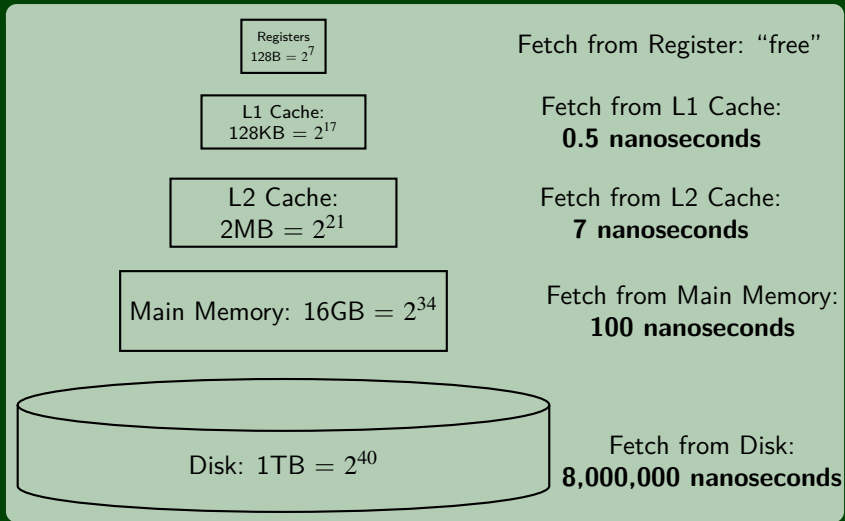 Registers
128B = 2^7
Fetch from Register: “free”
L1 Cache:
128KB = 2^17
Fetch from L1 Cache:
0.5 nanoseconds
L2 Cache:
2MB = 2^21
Fetch from L2 Cache:
7 nanoseconds
Main Memory: 16GB = 2^34
Fetch from Main Memory:
100 nanoseconds
Disk: 1TB = 2^40
Fetch from Disk:
8,000,000 nanoseconds